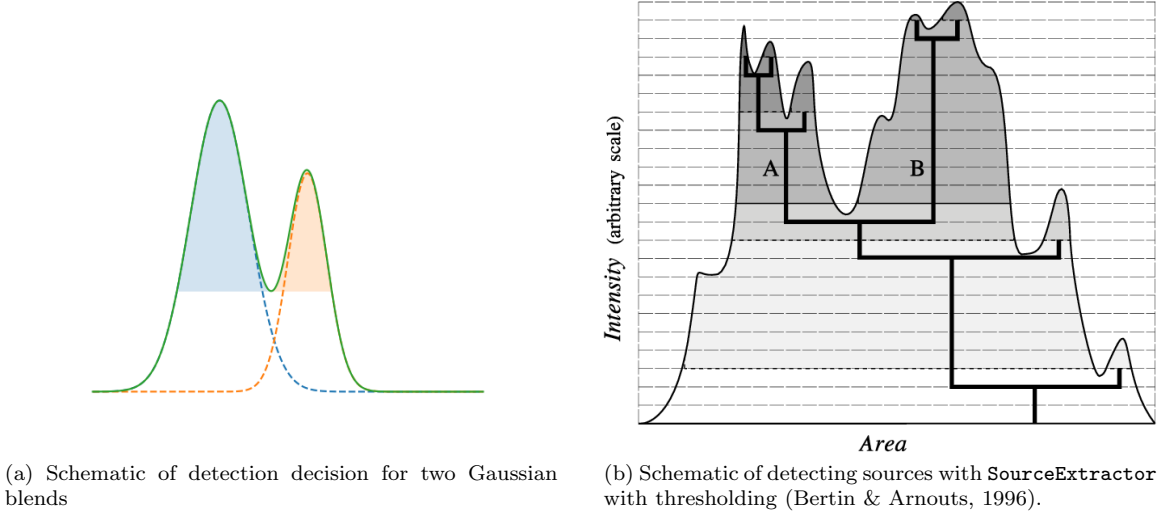 A
B
Intensity (arbitrary scale)
Area
(a) Schematic of detection decision for two Gaussian
blends
(b) Schematic of detecting sources with SourceExtractor
with thresholding (Bertin & Arnouts, 1996).